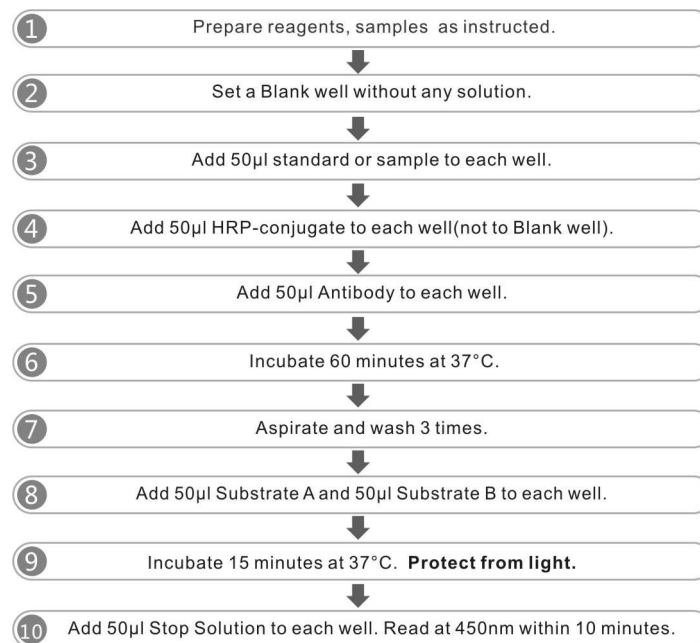 1 Prepare reagents, samples as instructed.
2 Set a Blank well without any solution.
3 Add 50μl standard or sample to each well.
4 Add 50μl HRP-conjugate to each well(not to Blank well).
5 Add 50μl Antibody to each well.
6 Incubate 60 minutes at 37°C.
7 Aspirate and wash 3 times.
8 Add 50μl Substrate A and 50μl Substrate B to each well.
9 Incubate 15 minutes at 37°C. Protect from light.
10 Add 50μl Stop Solution to each well. Read at 450nm within 10 minutes.